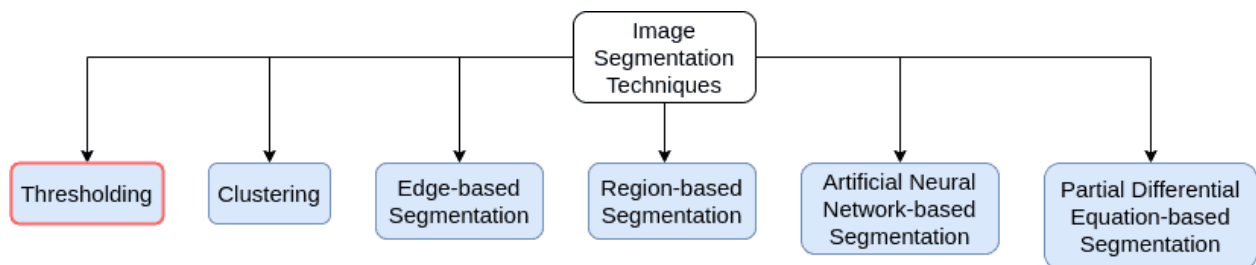 Image
Segmentation
Techniques
Thresholding
Clustering
Edge-based
Segmentation
Region-based
Segmentation
Artificial Neural
Network-based
Segmentation
Partial Differential
Equation-based
Segmentation